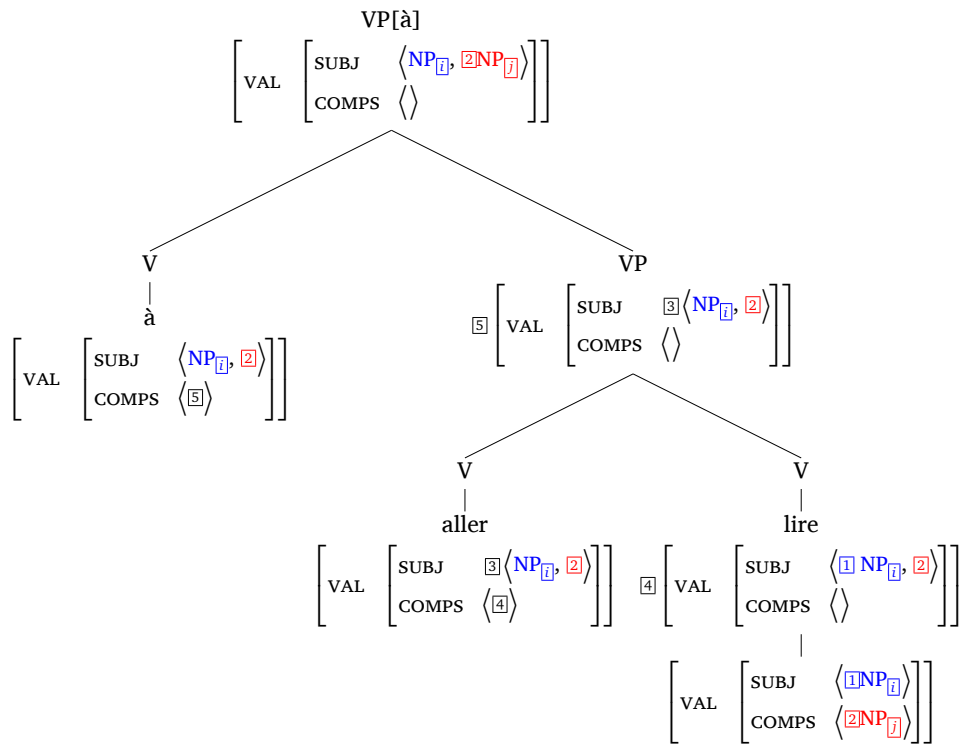 VP[à]
[VAL [SUBJ ⟨NP[i], [2]NP[j]⟩
COMPS ⟨⟩]]
V
à
[VAL [SUBJ ⟨NP[i], [2]⟩
COMPS ⟨[5]⟩]]
VP
[5] [VAL [SUBJ [3]⟨NP[i], [2]⟩
COMPS ⟨⟩]]
V
aller
[VAL [SUBJ [3]⟨NP[i], [2]⟩
COMPS ⟨[4]⟩]]
V
lire
[4] [VAL [SUBJ ⟨[1] NP[i], [2]⟩
COMPS ⟨⟩]]
[VAL [SUBJ ⟨[1]NP[i]⟩
COMPS ⟨[2]NP[j]⟩]]